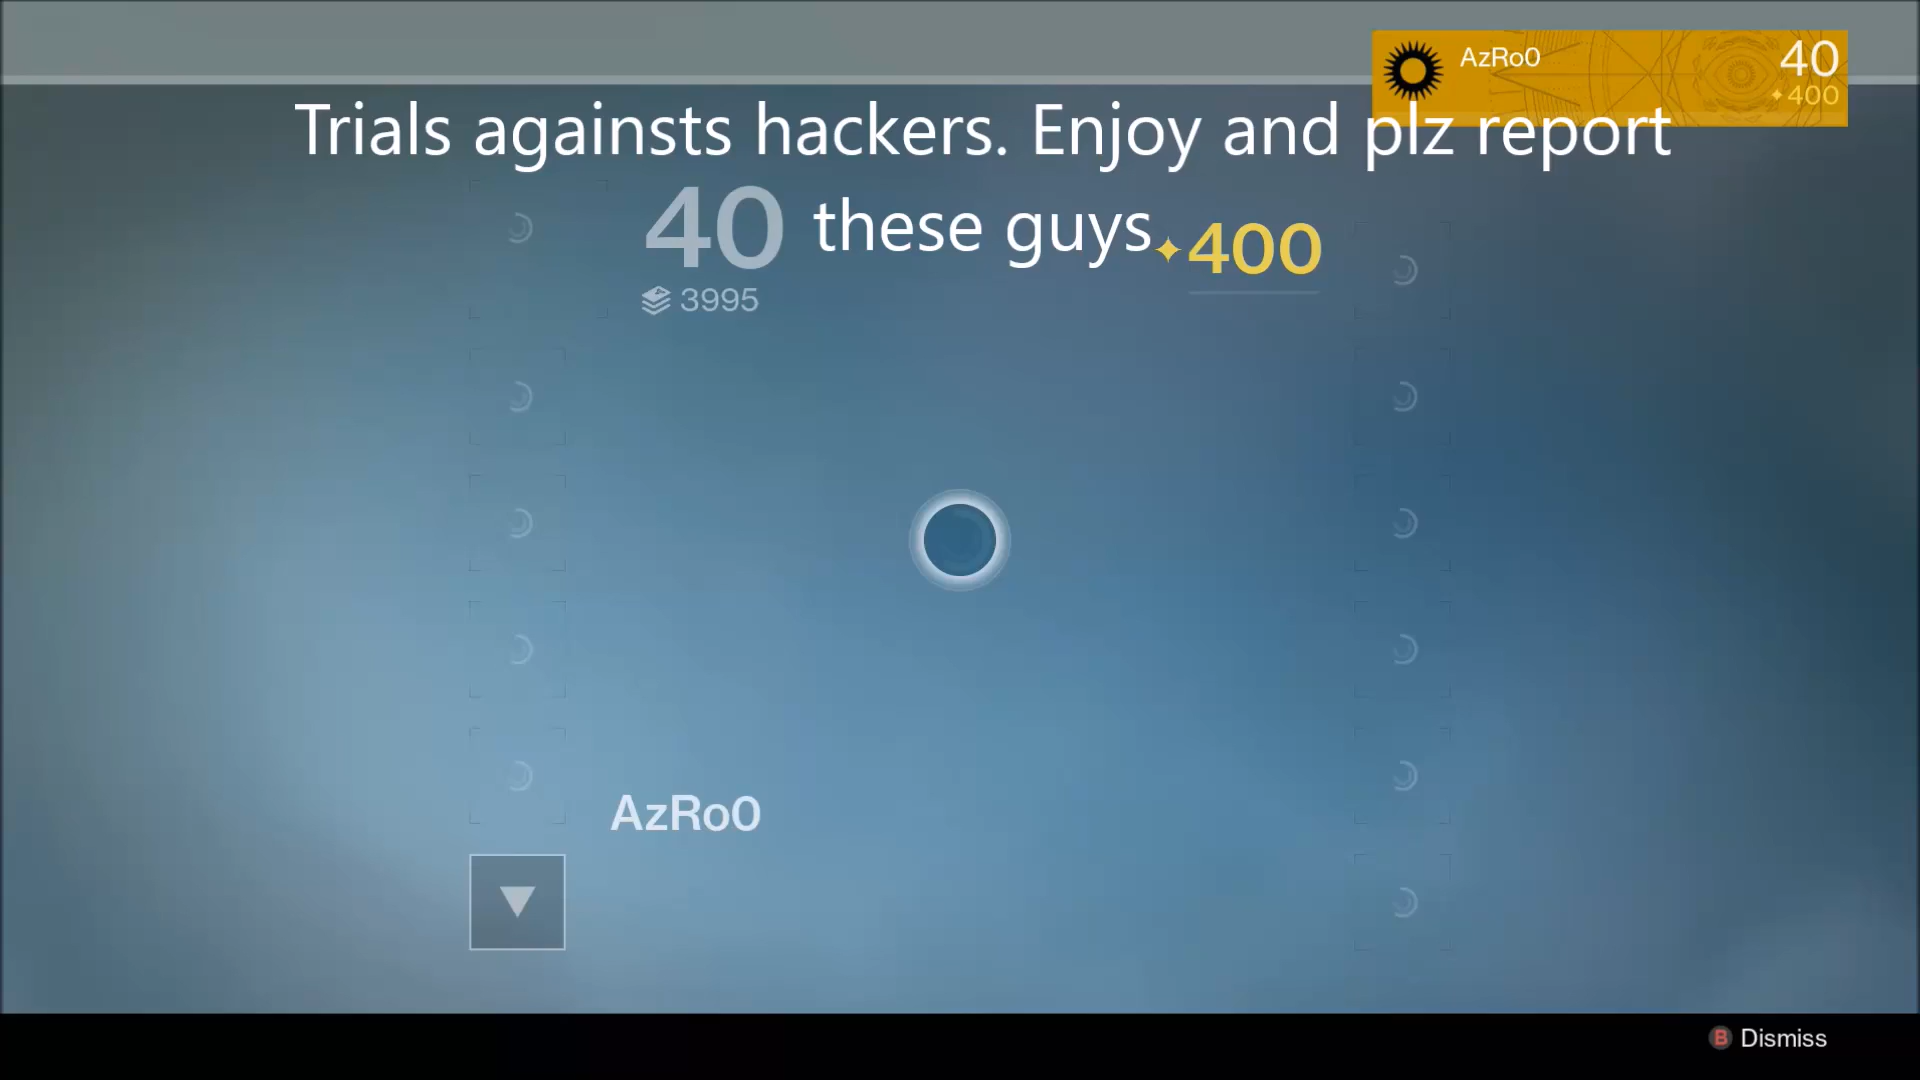 AzRo0
40
✦400
Trials againsts hackers. Enjoy and plz report
these guys
40
✦400
3995
AzRo0
B Dismiss